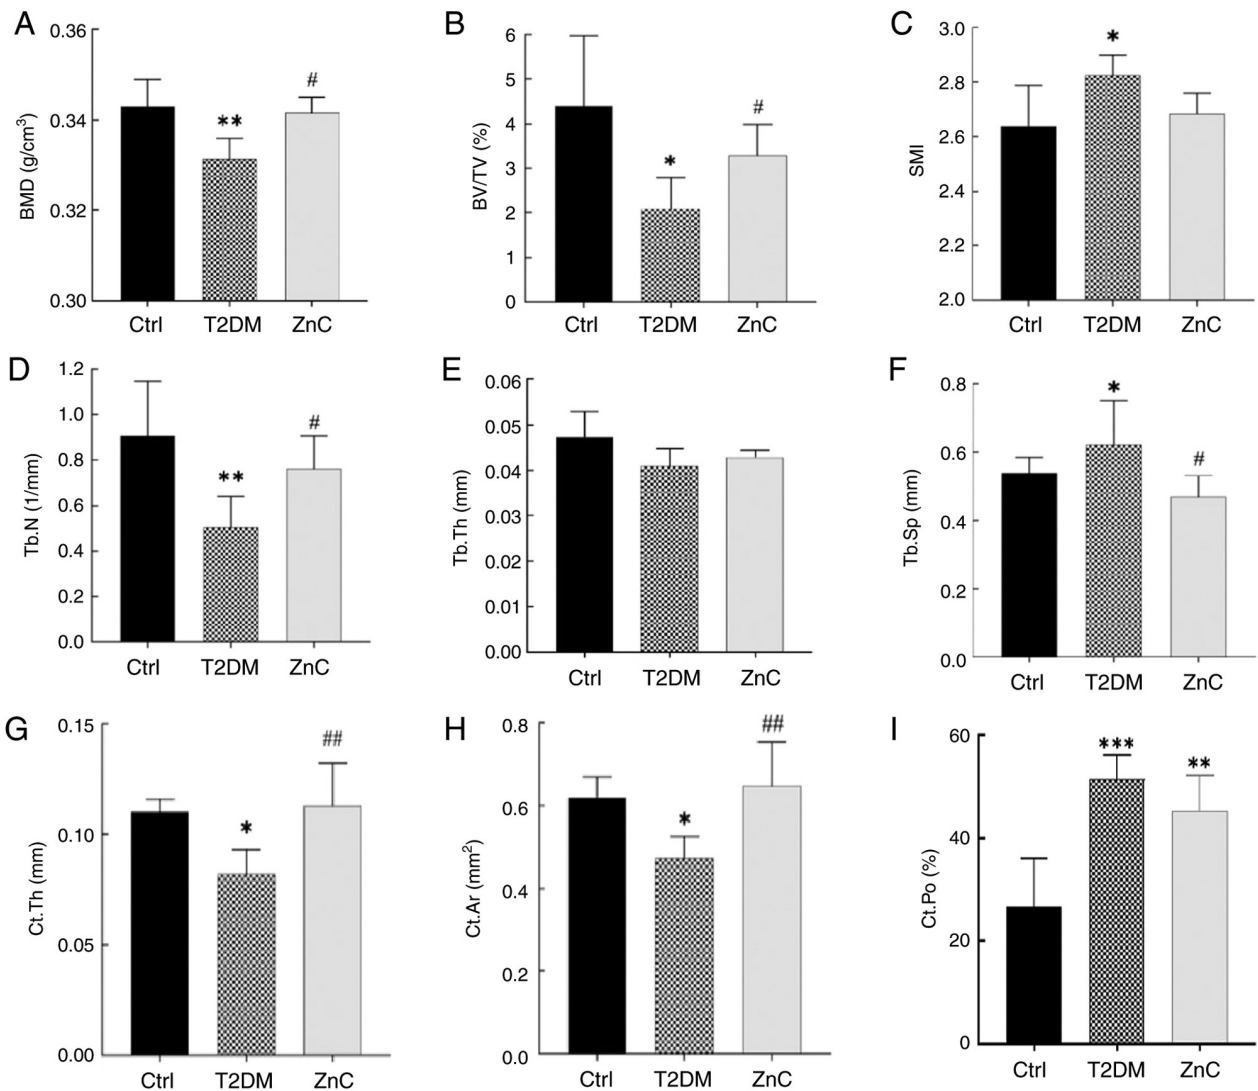 A
0.36
0.34
0.32
0.30
BMD (g/cm3)
**
#
Ctrl
T2DM
ZnC
B
6
5
4
3
2
1
0
BV/TV (%)
*
#
Ctrl
T2DM
ZnC
C
3.0
2.8
2.6
2.4
2.2
2.0
SMI
*
Ctrl
T2DM
ZnC
D
1.2
1.0
0.8
0.6
0.4
0.2
0.0
Tb.N (1/mm)
**
#
Ctrl
T2DM
ZnC
E
0.06
0.05
0.04
0.03
0.02
0.01
0.00
Tb.Th (mm)
Ctrl
T2DM
ZnC
F
0.8
0.6
0.4
0.2
0.0
Tb.Sp (mm)
*
#
Ctrl
T2DM
ZnC
G
0.15
0.10
0.05
0.00
Ct.Th (mm)
*
##
Ctrl
T2DM
ZnC
H
0.8
0.6
0.4
0.2
0.0
Ct.Ar (mm2)
*
##
Ctrl
T2DM
ZnC
I
60
40
20
0
Ct.Po (%)
***
**
Ctrl
T2DM
ZnC